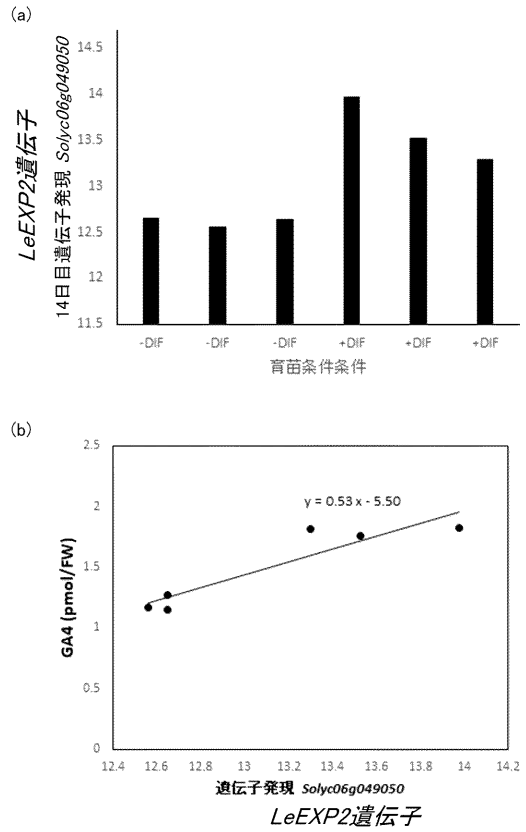 (a)
LeEXP2遺伝子
14日目遺伝子発現 Solyc06g049050
14.5
14
13.5
13
12.5
12
11.5
-DIF -DIF -DIF +DIF +DIF +DIF
育苗条件条件
(b)
GA4 (pmol/FW)
2.5
2
1.5
1
0.5
0
y = 0.53 x - 5.50
12.4 12.6 12.8 13 13.2 13.4 13.6 13.8 14 14.2
遺伝子発現 Solyc06g049050
LeEXP2遺伝子